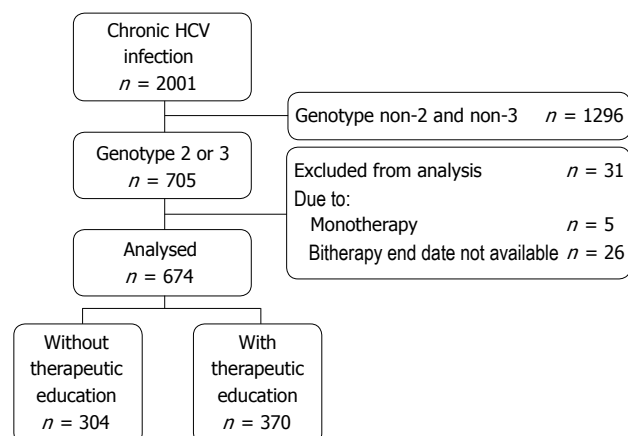 Chronic HCV
infection
n = 2001
Genotype non-2 and non-3 n = 1296
Genotype 2 or 3
n = 705
Excluded from analysis n = 31
Due to:
Monotherapy n = 5
Bitherapy end date not available n = 26
Analysed
n = 674
Without
therapeutic
education
n = 304
With
therapeutic
education
n = 370